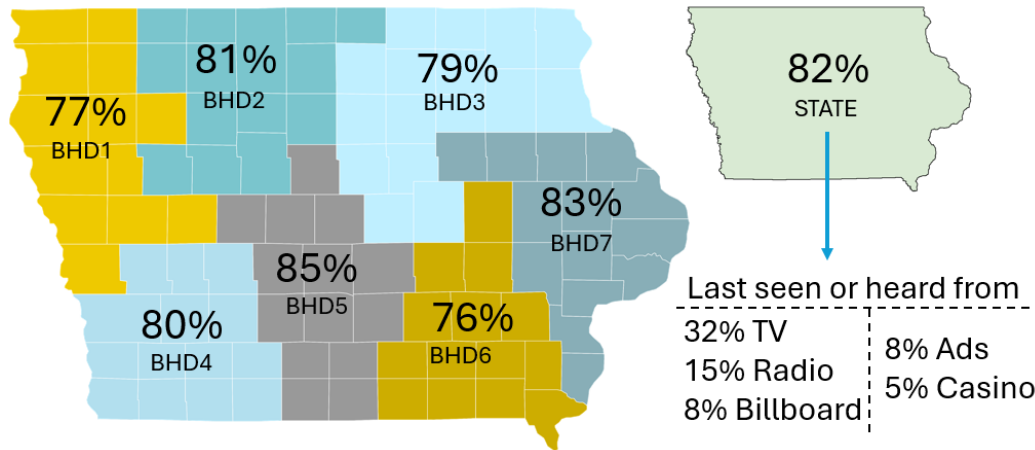 81%
BHD2
79%
BHD3
77%
BHD1
83%
BHD7
85%
BHD5
80%
BHD4
76%
BHD6
82%
STATE
Last seen or heard from
32% TV
15% Radio
8% Billboard
8% Ads
5% Casino